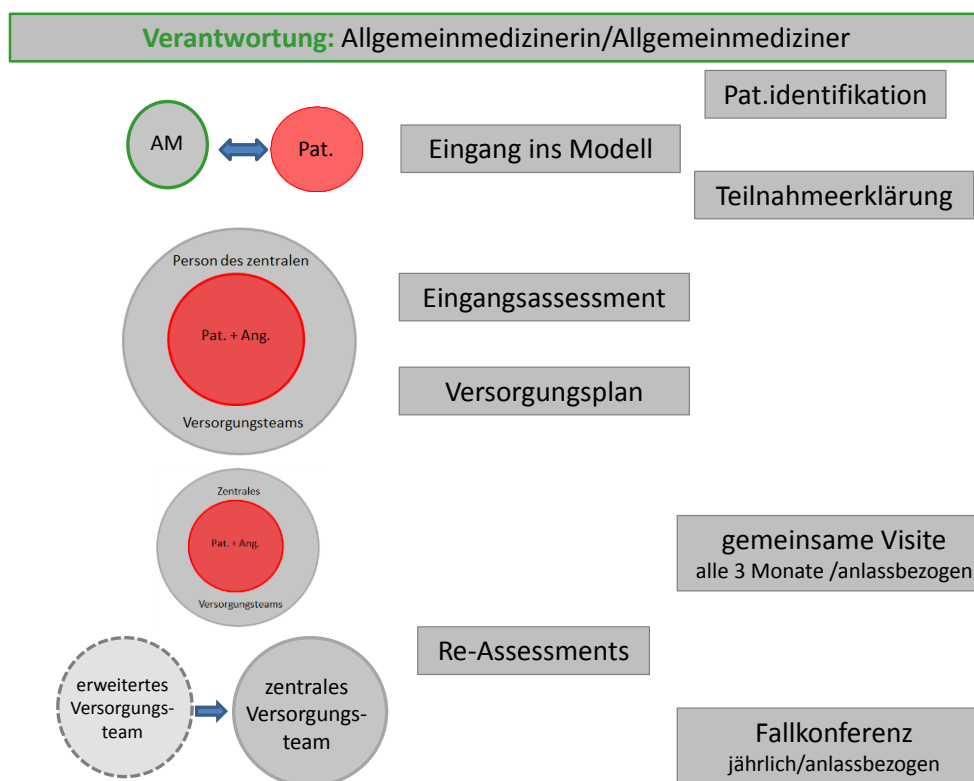 Verantwortung: Allgemeinmedizinerin/Allgemeinmediziner
Pat.identifikation
AM
Pat.
Eingang ins Modell
Teilnahmeerklärung
Person des zentralen
Pat. + Ang.
Versorgungsteams
Eingangsassessment
Versorgungsplan
Zentrales
Pat. + Ang.
Versorgungsteams
gemeinsame Visite
alle 3 Monate /anlassbezogen
Re-Assessments
erweitertes
Versorgungs-
team
zentrales
Versorgungs-
team
Fallkonferenz
jährlich/anlassbezogen